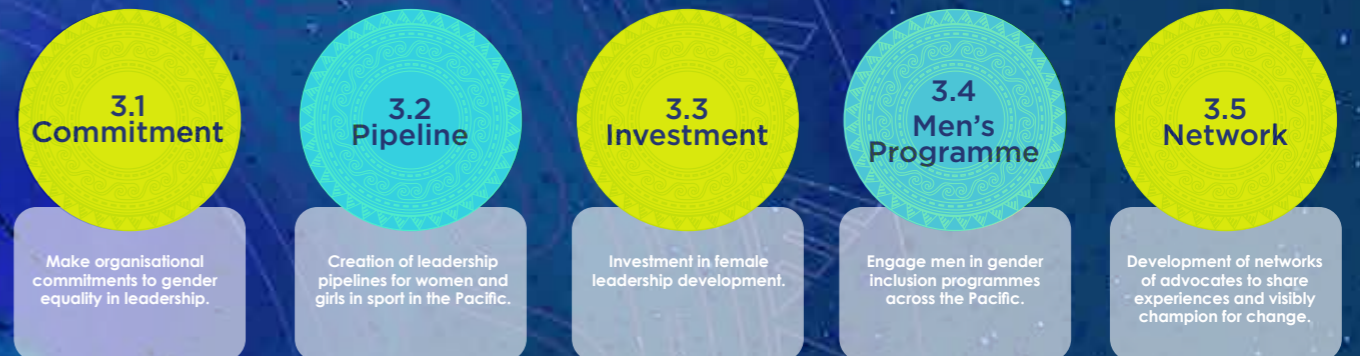 3.1
Commitment
Make organisational
commitments to gender
equality in leadership.
3.2
Pipeline
Creation of leadership
pipelines for women and
girls in sport in the Pacific.
3.3
Investment
Investment in female
leadership development.
3.4
Men's
Programme
Engage men in gender
inclusion programmes
across the Pacific.
3.5
Network
Development of networks
of advocates to share
experiences and visibly
champion for change.